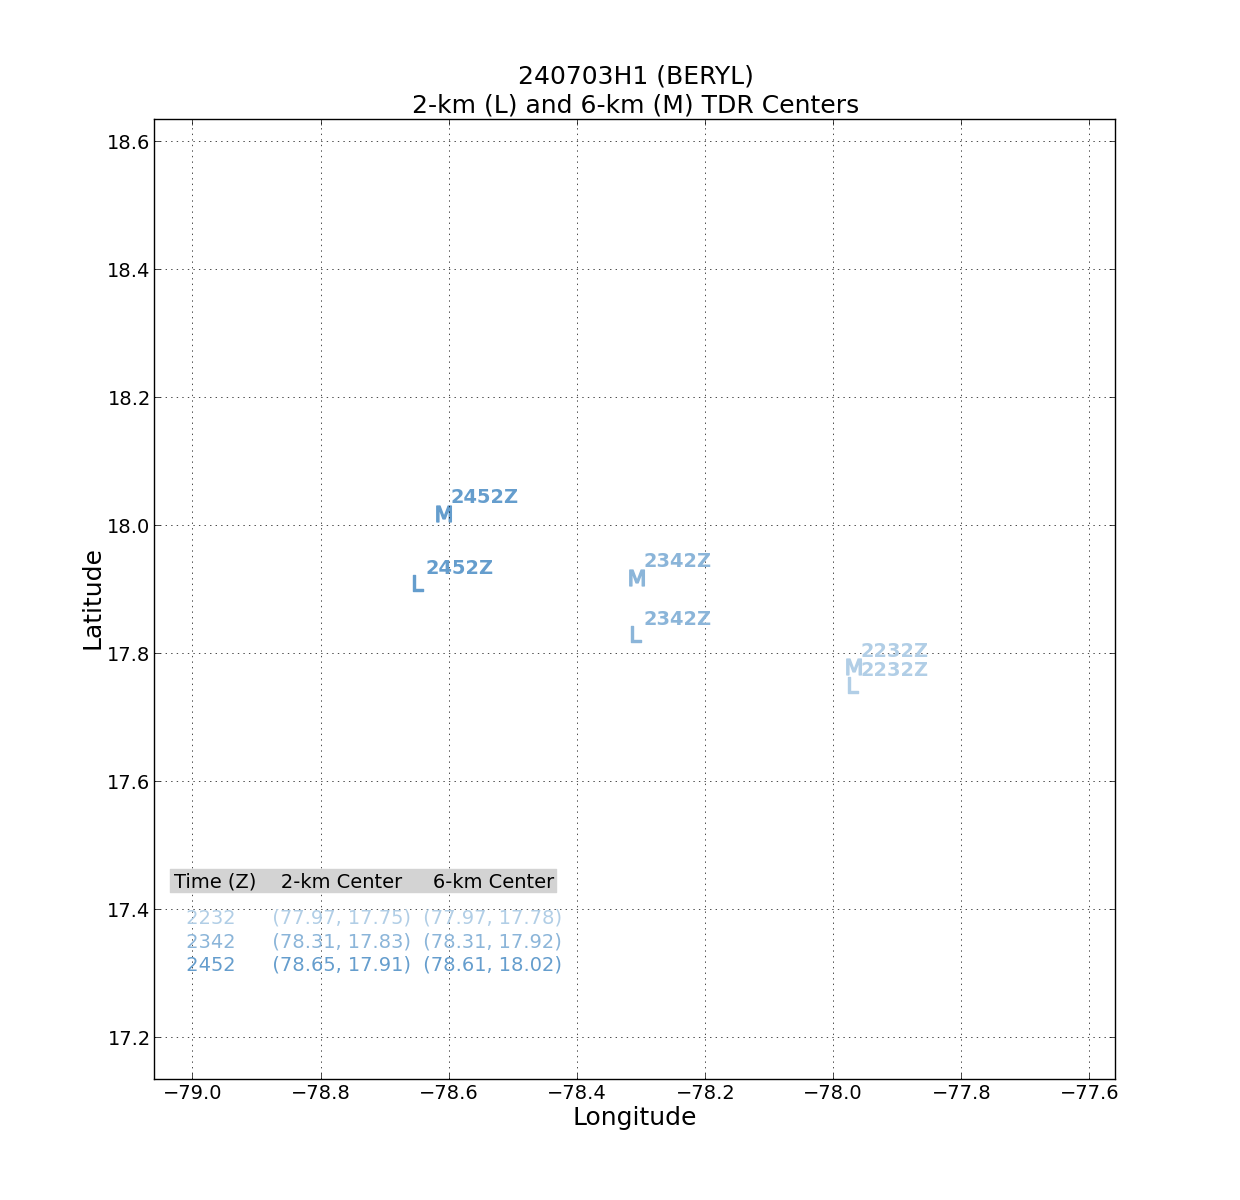 240703H1 (BERYL)
2-km (L) and 6-km (M) TDR Centers
18.6
18.4
18.2
18.0
17.8
17.6
17.4
17.2
Latitude
2452Z
M
2452Z
L
2342Z
M
2342Z
L
2232Z
M
2232Z
L
Time (Z) 2-km Center 6-km Center
2232 (77.97, 17.75) (77.97, 17.78)
2342 (78.31, 17.83) (78.31, 17.92)
2452 (78.65, 17.91) (78.61, 18.02)
−79.0 −78.8 −78.6 −78.4 −78.2 −78.0 −77.8 −77.6
Longitude